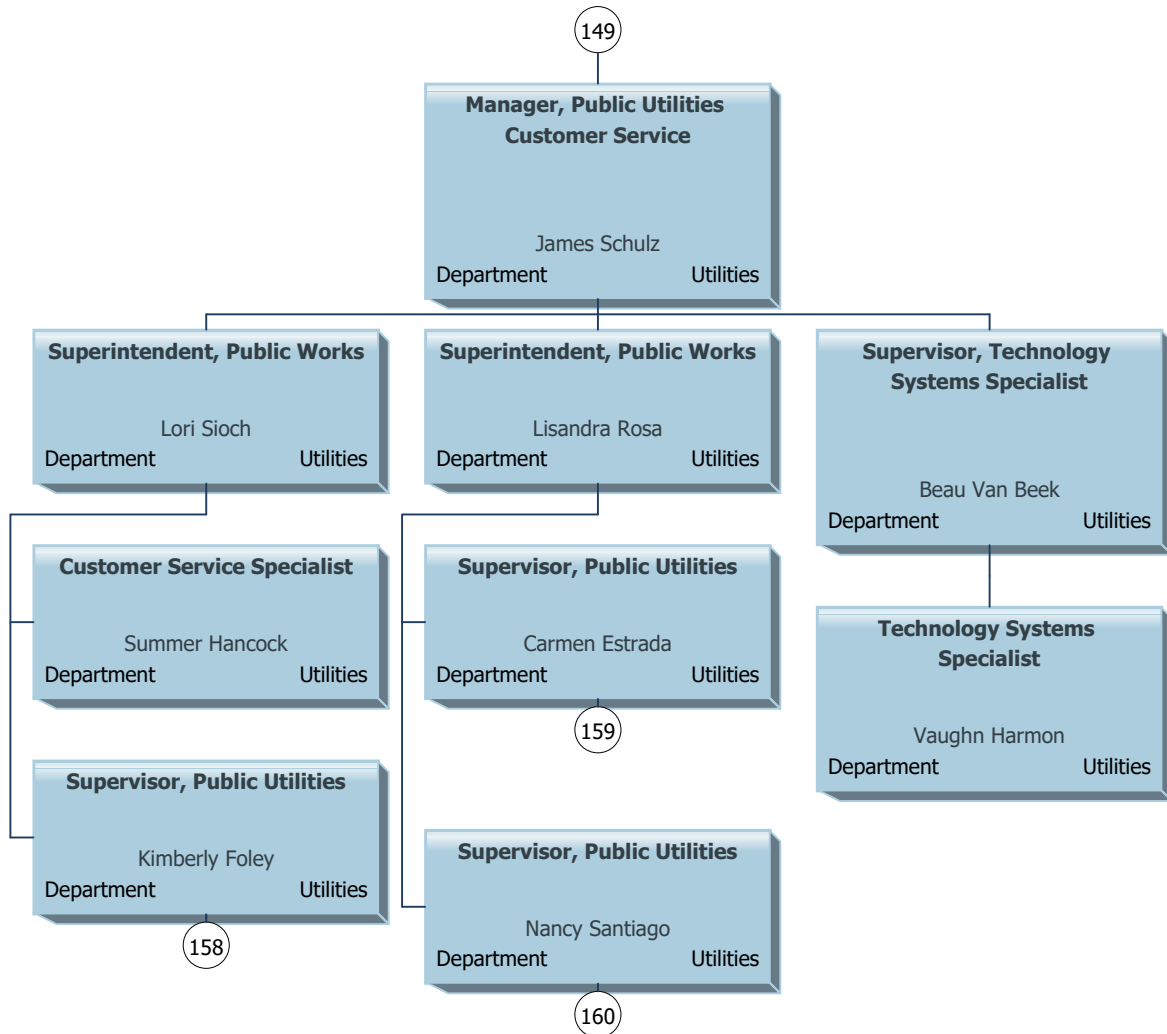 149
Manager, Public Utilities
Customer Service
James Schulz
Department Utilities
Superintendent, Public Works
Lori Sioch
Department Utilities
Superintendent, Public Works
Lisandra Rosa
Department Utilities
Supervisor, Technology
Systems Specialist
Beau Van Beek
Department Utilities
Customer Service Specialist
Summer Hancock
Department Utilities
Supervisor, Public Utilities
Carmen Estrada
Department Utilities
159
Technology Systems
Specialist
Vaughn Harmon
Department Utilities
Supervisor, Public Utilities
Kimberly Foley
Department Utilities
158
Supervisor, Public Utilities
Nancy Santiago
Department Utilities
160